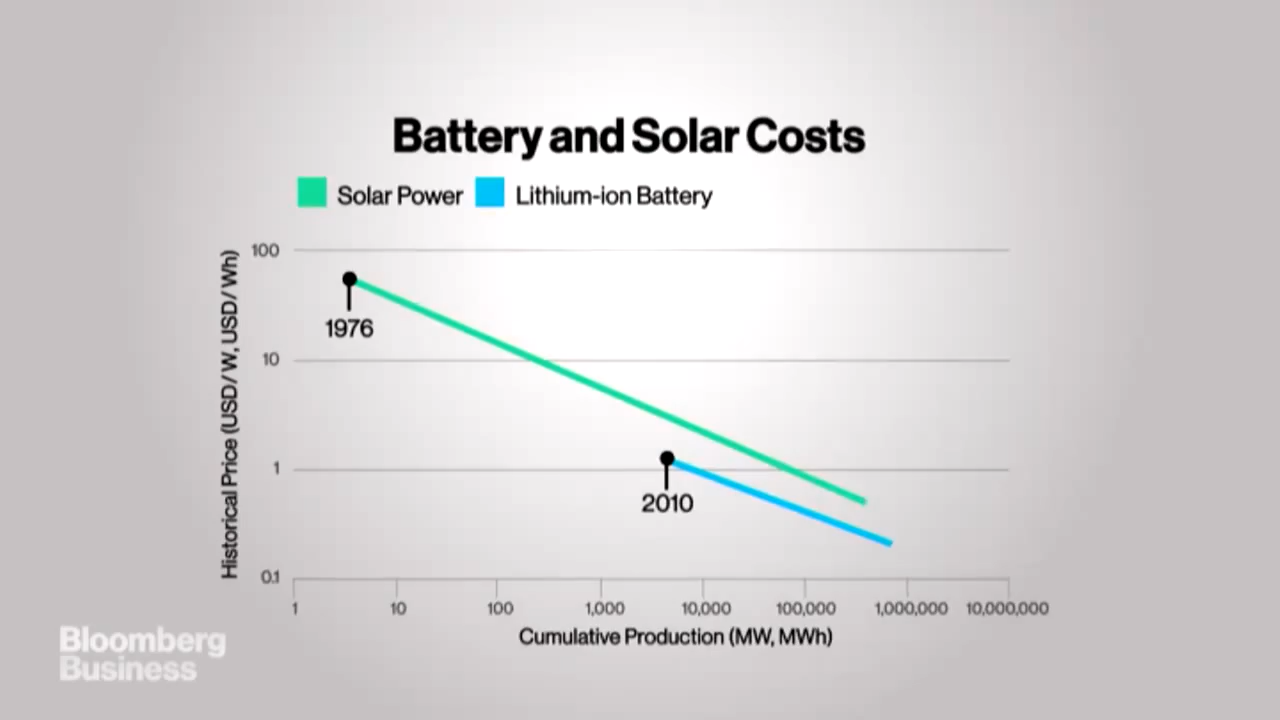 Battery and Solar Costs
Solar Power
Lithium-ion Battery
Historical Price (USD/W, USD/Wh)
100
10
1
0.1
1976
2010
1
10
100
1,000
10,000
100,000
1,000,000
10,000,000
Cumulative Production (MW, MWh)
Bloomberg
Business